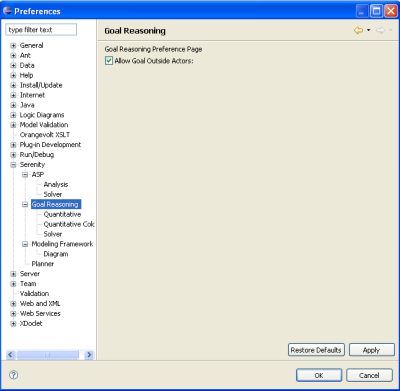 Preferences
type filter text
General
Ant
Data
Help
Install/Update
Internet
Java
Logic Diagrams
Model Validation
Orangevolt XSLT
Plug-in Development
Run/Debug
Serenity
ASP
Analysis
Solver
Goal Reasoning
Quantitative
Quantitative Colo
Solver
Modeling Framework
Diagram
Planner
Server
Team
Validation
Web and XML
Web Services
XDoclet
Goal Reasoning
Goal Reasoning Preference Page
Allow Goal Outside Actors:
Restore Defaults
Apply
OK
Cancel